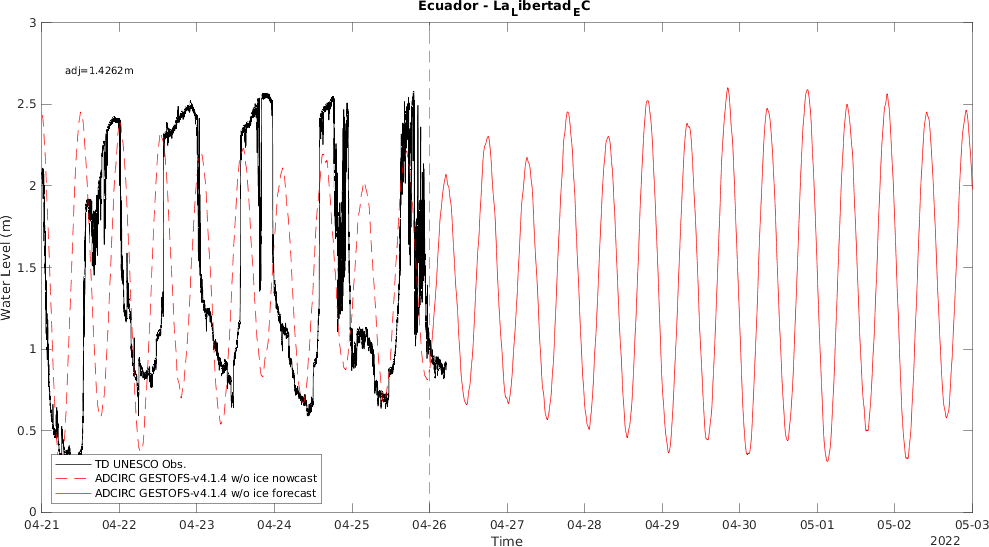 Ecuador - LaLibertadEC
adj=1.4262m
3
2.5
2
1.5
1
0.5
0
Water Level (m)
TD UNESCO Obs.
ADCIRC GESTOFS-v4.1.4 w/o ice nowcast
ADCIRC GESTOFS-v4.1.4 w/o ice forecast
04-21 04-22 04-23 04-24 04-25 04-26 04-27 04-28 04-29 04-30 05-01 05-02 05-03
Time
2022